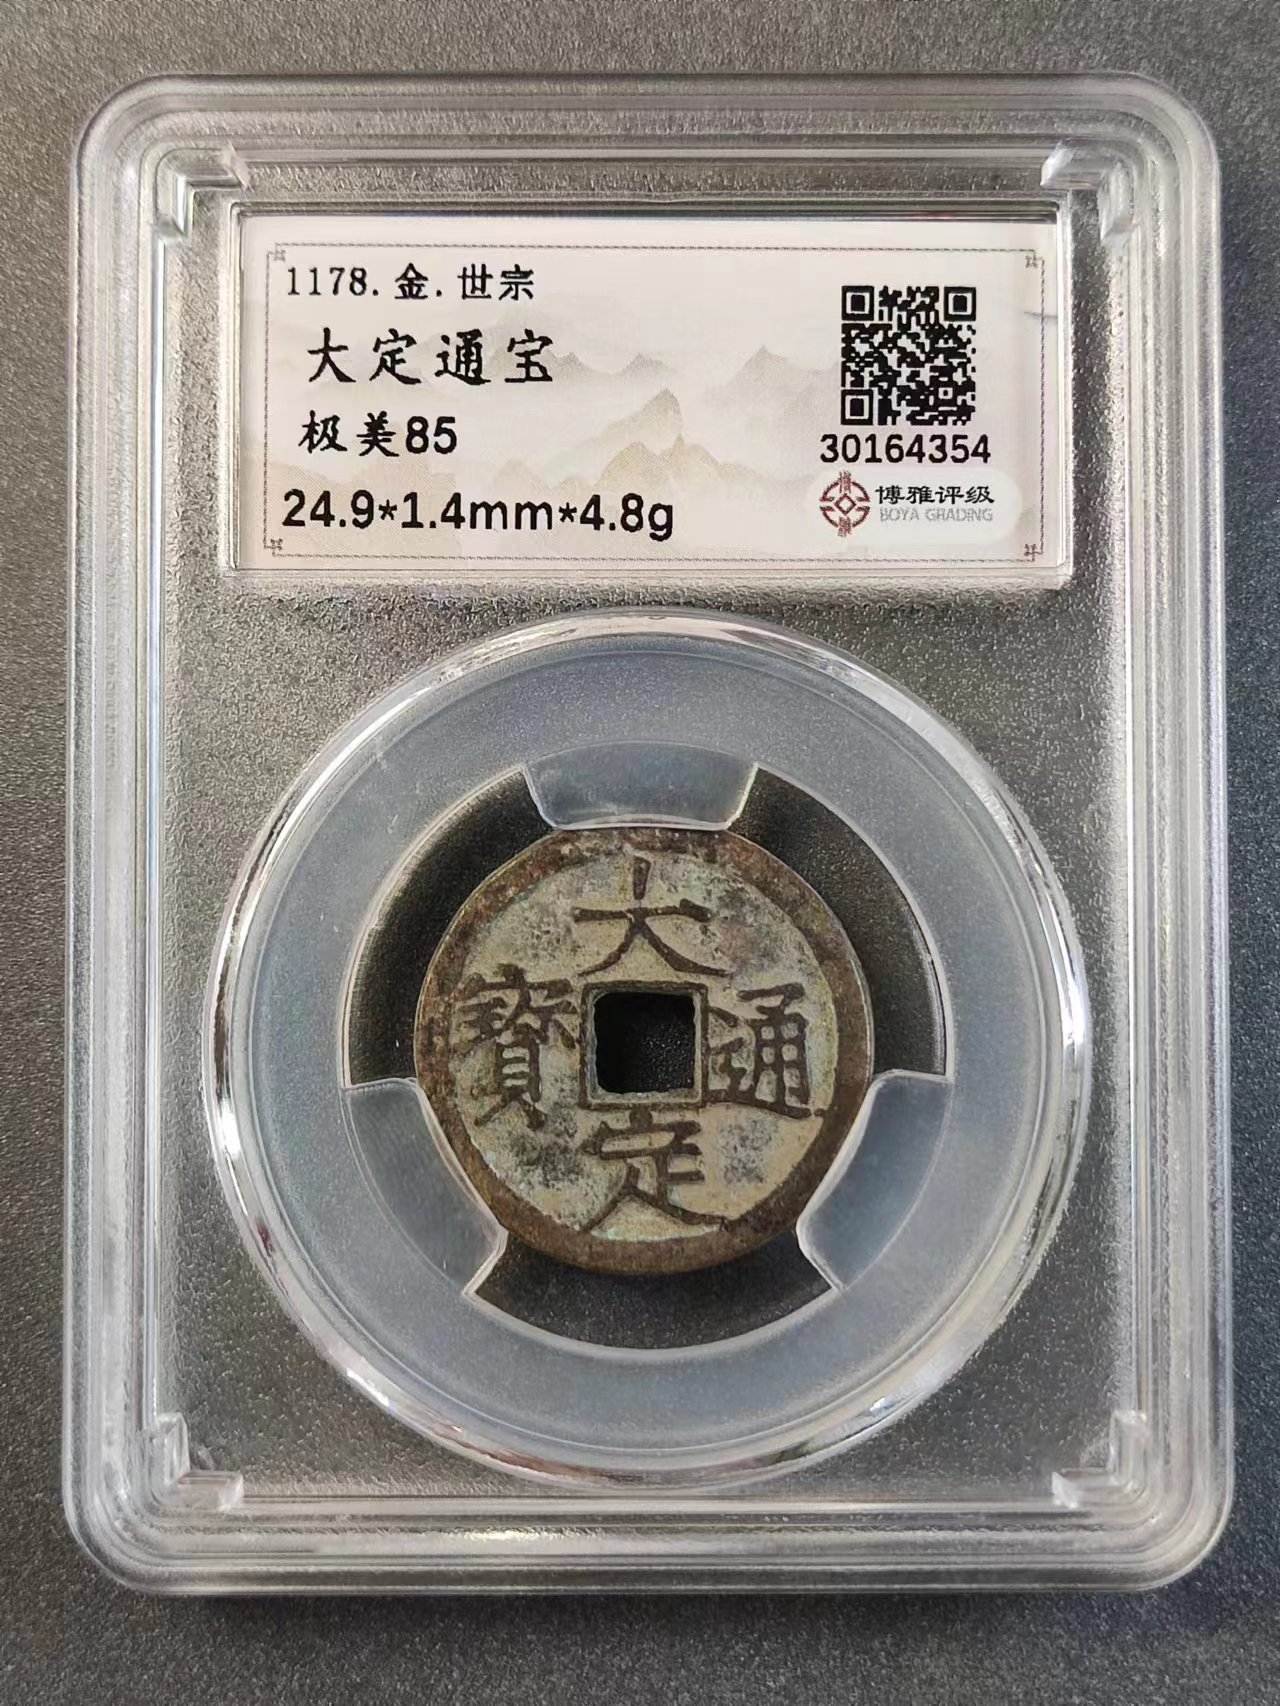 1178.金.世宗
大定通宝
极美85
24.9*1.4mm*4.8g
30164354
博雅评级
BOYA GRADING
大定通寳